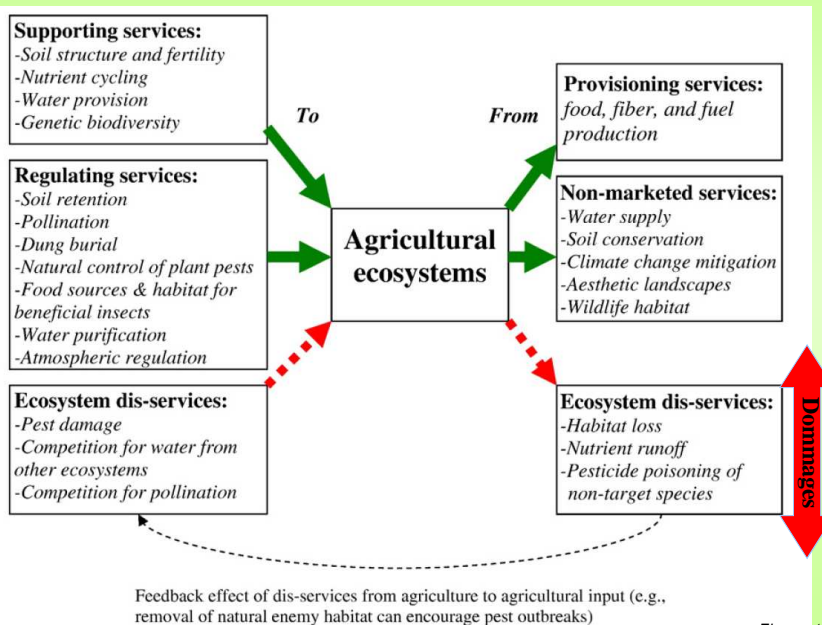 Supporting services:
-Soil structure and fertility
-Nutrient cycling
-Water provision
-Genetic biodiversity
To
From
Provisioning services:
food, fiber, and fuel
production
Regulating services:
-Soil retention
-Pollination
-Dung burial
-Natural control of plant pests
-Food sources & habitat for
beneficial insects
-Water purification
-Atmospheric regulation
Agricultural
ecosystems
Non-marketed services:
-Water supply
-Soil conservation
-Climate change mitigation
-Aesthetic landscapes
-Wildlife habitat
Ecosystem dis-services:
-Pest damage
-Competition for water from
other ecosystems
-Competition for pollination
Ecosystem dis-services:
-Habitat loss
-Nutrient runoff
-Pesticide poisoning of
non-target species
Dommages
Feedback effect of dis-services from agriculture to agricultural input (e.g.,
removal of natural enemy habitat can encourage pest outbreaks)